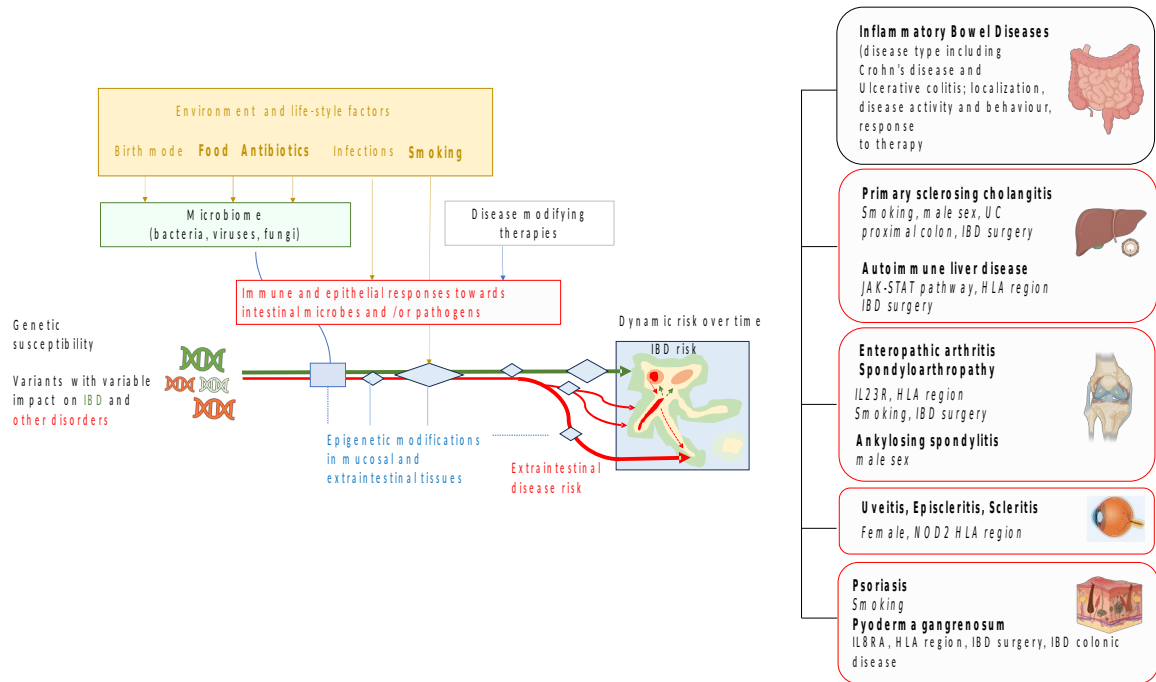 Environment and life-style factors
Birth mode Food Antibiotics Infections Smoking
Microbiome
(bacteria, viruses, fungi)
Disease modifying
therapies
Immune and epithelial responses towards
intestinal microbes and /or pathogens
Genetic
susceptibility
Variants with variable
impact on IBD and
other disorders
Dynamic risk over time
IBD risk
Epigenetic modifications
in mucosal and
extraintestinal tissues
Extraintestinal
disease risk
Inflammatory Bowel Diseases
(disease type including
Crohn's disease and
Ulcerative colitis; localization,
disease activity and behaviour,
response
to therapy
Primary sclerosing cholangitis
Smoking, male sex, UC
proximal colon, IBD surgery
Autoimmune liver disease
JAK-STAT pathway, HLA region
IBD surgery
Enteropathic arthritis
Spondyloarthropathy
IL23R, HLA region
Smoking, IBD surgery
Ankylosing spondylitis
male sex
Uveitis, Episcleritis, Scleritis
Female, NOD2 HLA region
Psoriasis
Smoking
Pyoderma gangrenosum
IL8RA, HLA region, IBD surgery, IBD colonic
disease